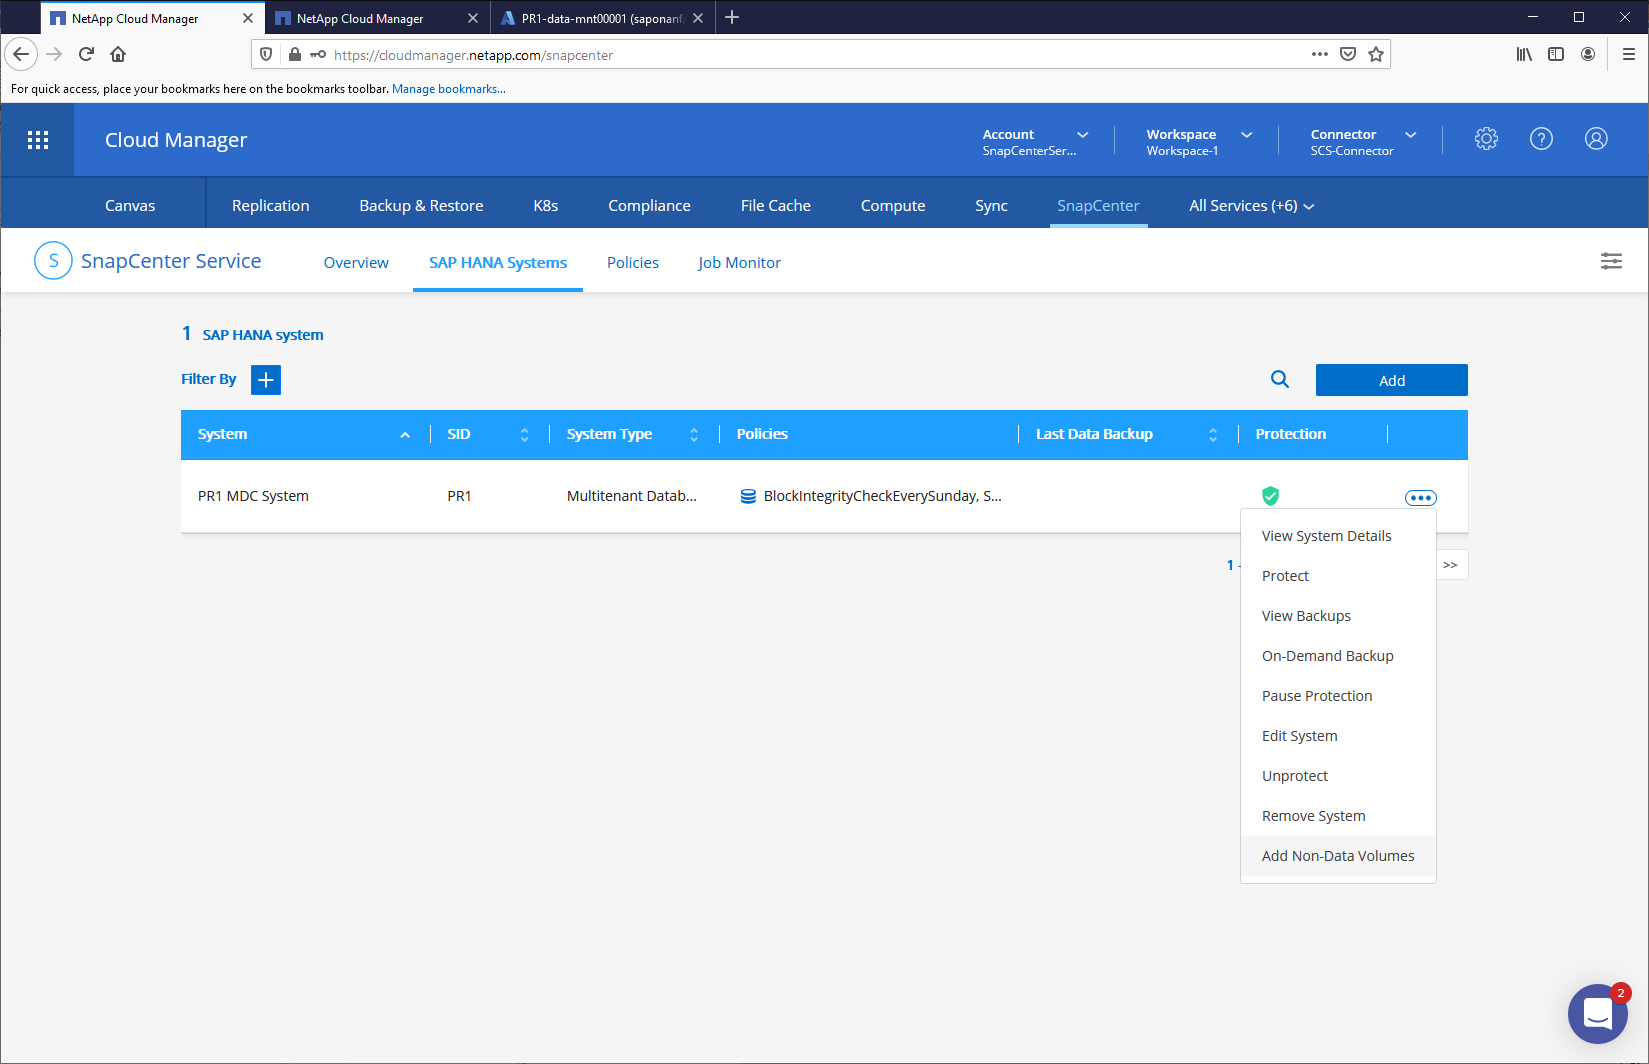 NetApp Cloud Manager
NetApp Cloud Manager
PR1-data-mnt00001 (saponanf/
https://cloudmanager.netapp.com/snapcenter
For quick access, place your bookmarks here on the bookmarks toolbar. Manage bookmarks...
Cloud Manager
Account
SnapCenterSer...
Workspace
Workspace-1
Connector
SCS-Connector
Canvas
Replication
Backup & Restore
K8s
Compliance
File Cache
Compute
Sync
SnapCenter
All Services (+6)
S
SnapCenter Service
Overview
SAP HANA Systems
Policies
Job Monitor
1 SAP HANA system
Filter By
Add
System
SID
System Type
Policies
Last Data Backup
Protection
PR1 MDC System
PR1
Multitenant Datab...
BlockIntegrityCheckEverySunday, S...
1 -
>>
View System Details
Protect
View Backups
On-Demand Backup
Pause Protection
Edit System
Unprotect
Remove System
Add Non-Data Volumes
2